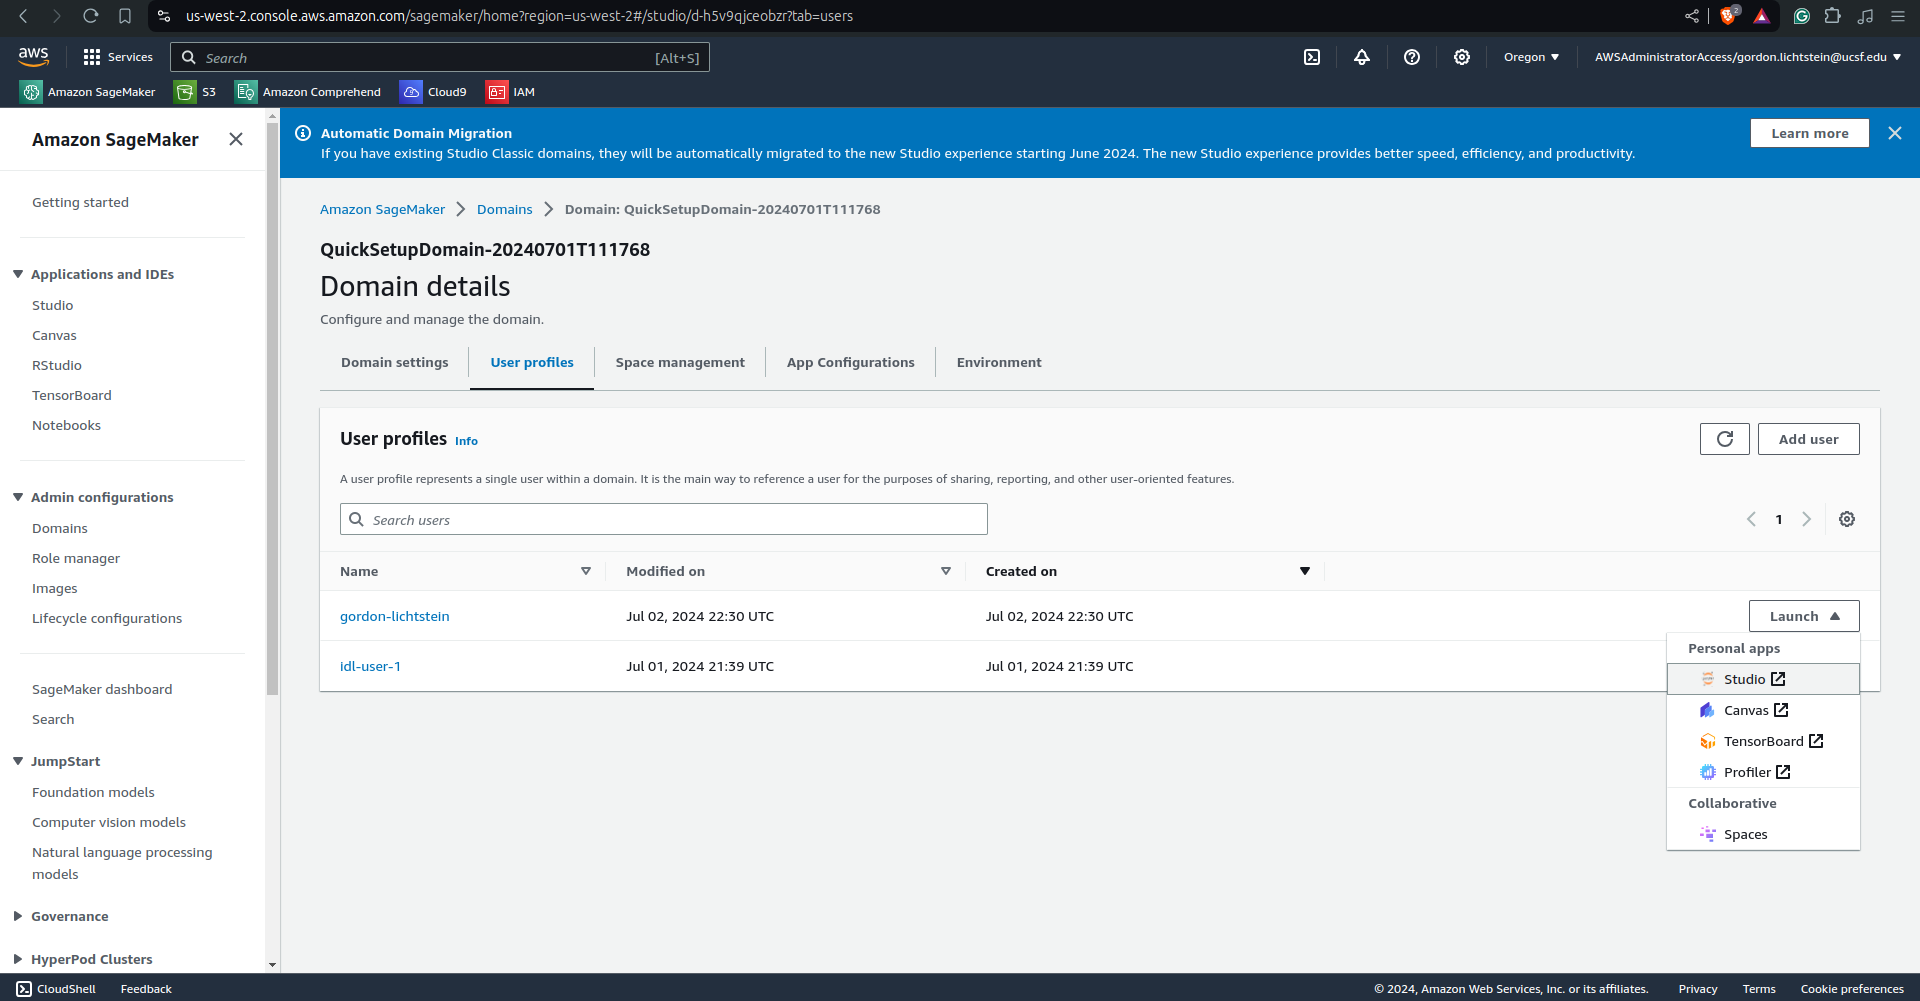 us-west-2.console.aws.amazon.com/sagemaker/home?region=us-west-2#/studio/d-h5v9qjceobzr?tab=users
2
aws
Services
Search
[Alt+S]
Oregon
AWSAdministratorAccess/gordon.lichtstein@ucsf.edu
Amazon SageMaker
S3
Amazon Comprehend
Cloud9
IAM
Amazon SageMaker
Getting started
Applications and IDEs
Studio
Canvas
RStudio
TensorBoard
Notebooks
Admin configurations
Domains
Role manager
Images
Lifecycle configurations
SageMaker dashboard
Search
JumpStart
Foundation models
Computer vision models
Natural language processing
models
Governance
HyperPod Clusters
Automatic Domain Migration
If you have existing Studio Classic domains, they will be automatically migrated to the new Studio experience starting June 2024. The new Studio experience provides better speed, efficiency, and productivity.
Learn more
Amazon SageMaker
Domains
Domain: QuickSetupDomain-20240701T111768
QuickSetupDomain-20240701T111768
Domain details
Configure and manage the domain.
Domain settings
User profiles
Space management
App Configurations
Environment
User profiles Info
Add user
A user profile represents a single user within a domain. It is the main way to reference a user for the purposes of sharing, reporting, and other user-oriented features.
Search users
1
Name
Modified on
Created on
gordon-lichtstein
Jul 02, 2024 22:30 UTC
Jul 02, 2024 22:30 UTC
Launch
idl-user-1
Jul 01, 2024 21:39 UTC
Jul 01, 2024 21:39 UTC
Personal apps
Studio
Canvas
TensorBoard
Profiler
Collaborative
Spaces
CloudShell
Feedback
© 2024, Amazon Web Services, Inc. or its affiliates.
Privacy
Terms
Cookie preferences